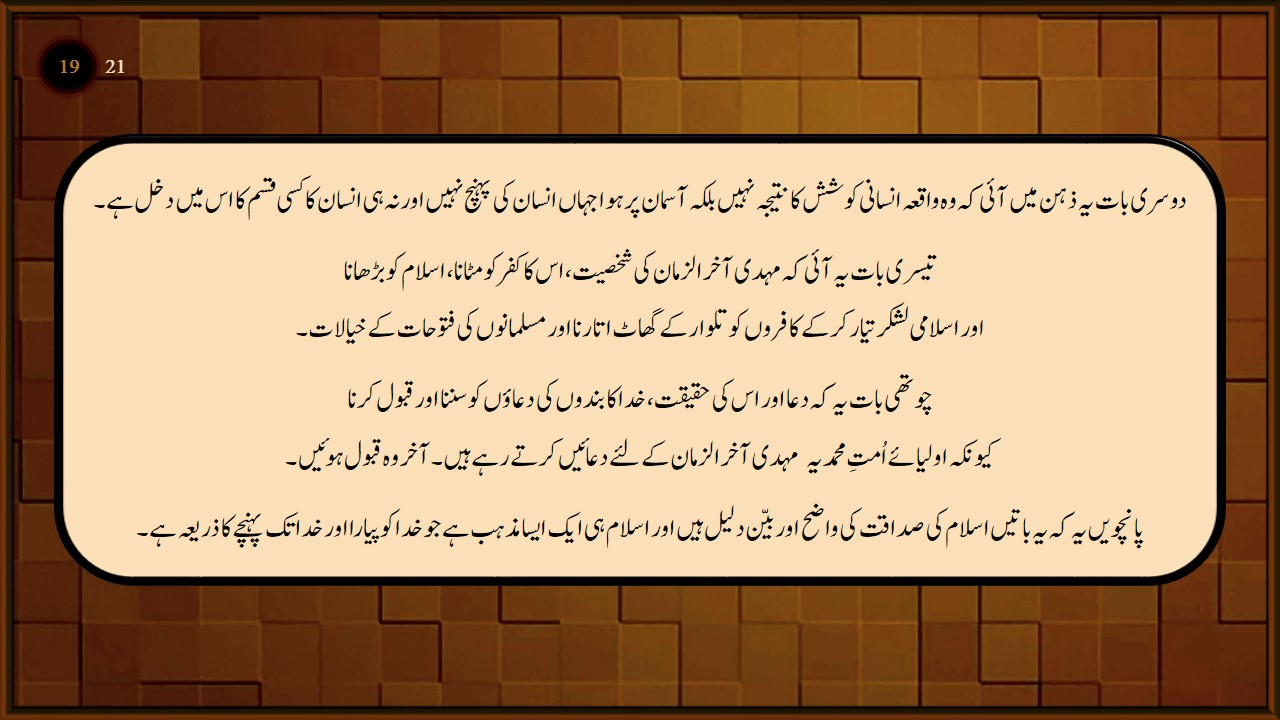 19 21
دوسری بات یہ ذہن میں آئی کہ وہ واقعہ انسانی کوشش کا نتیجہ نہیں بلکہ آسمان پر ہوا جہاں انسان کی پہنچ نہیں اور نہ ہی انسان کا کسی قسم کا اس میں دخل ہے۔
تیسری بات یہ آئی کہ مہدی آخر الزمان کی شخصیت، اس کا کفر کو مٹانا، اسلام کو بڑھانا
اور اسلامی لشکر تیّار کرکے کافروں کو تلوار کے گھاٹ اتارنا اور مسلمانوں کی فتوحات کے خیالات۔
چوتھی بات یہ کہ دعا اور اس کی حقیقت، خدا کا بندوں کی دعاؤں کو سننا اور قبول کرنا
کیونکہ اولیائے اُمتِ محمدیہ مہدی آخر الزمان کے لئے دعائیں کرتے رہے ہیں۔ آخر وہ قبول ہوئیں۔
پانچویں یہ کہ یہ باتیں اسلام کی صداقت کی واضح اور بیّن دلیل ہیں اور اسلام ہی ایک ایسا مذہب ہے جو خدا کو پیارا اور خدا تک پہنچے کا ذریعہ ہے۔